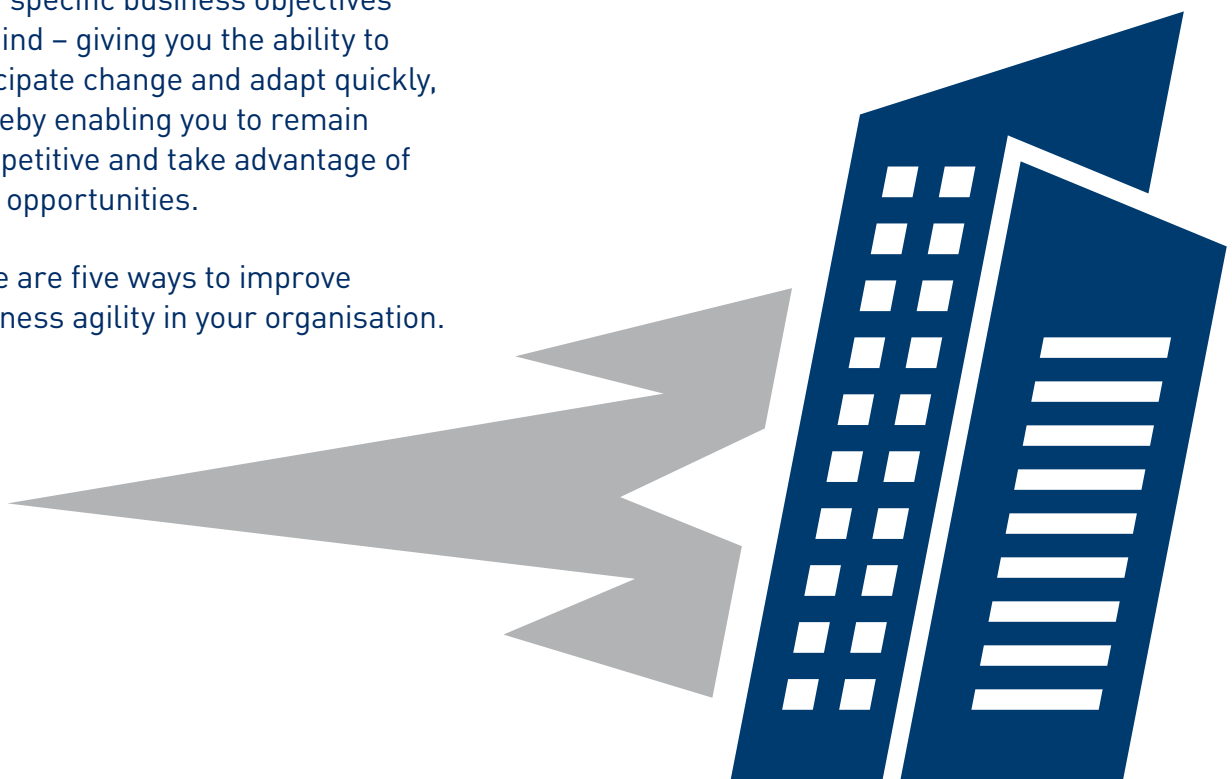 specific business objectives
ind – giving you the ability to
cipate change and adapt quickly,
eby enabling you to remain
petitive and take advantage of
opportunities.
e are five ways to improve
ness agility in your organisation.